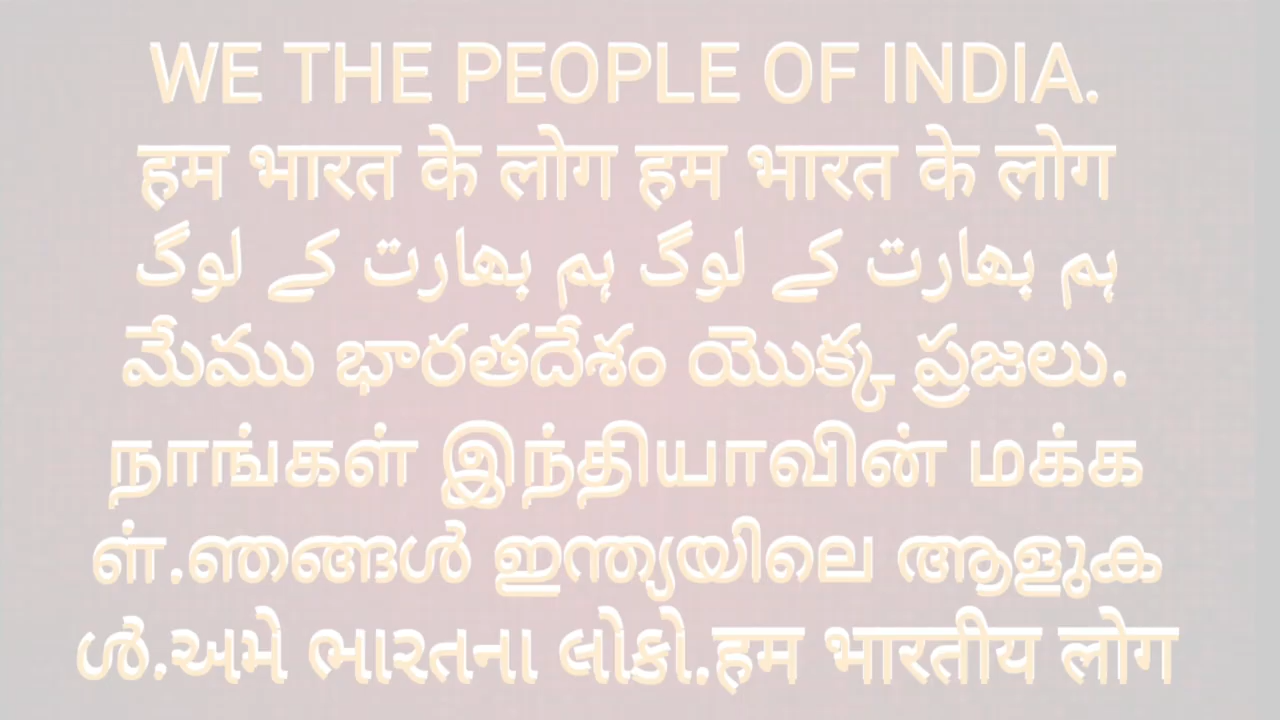 WE THE PEOPLE OF INDIA.
हम भारत के लोग हम भारत के लोग
ہم بھارت کے لوگ ہم بھارت کے لوگ
మేము భారతదేశం యొక్క ప్రజలు.
நாங்கள் இந்தியாவின் மக்க
ள்.ഞങ്ങൾ ഇന്ത്യയിലെ ആളുക
ൾ.અમે ભારતના લોકો.हम भारतीय लोग